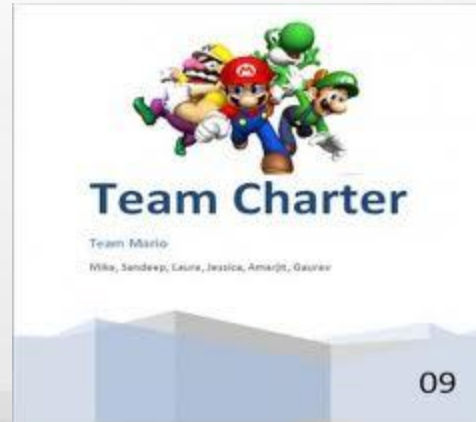 Team Charter
Team Mario
Mike, Sandeep, Laura, Jessica, Amarjit, Gaurav
09